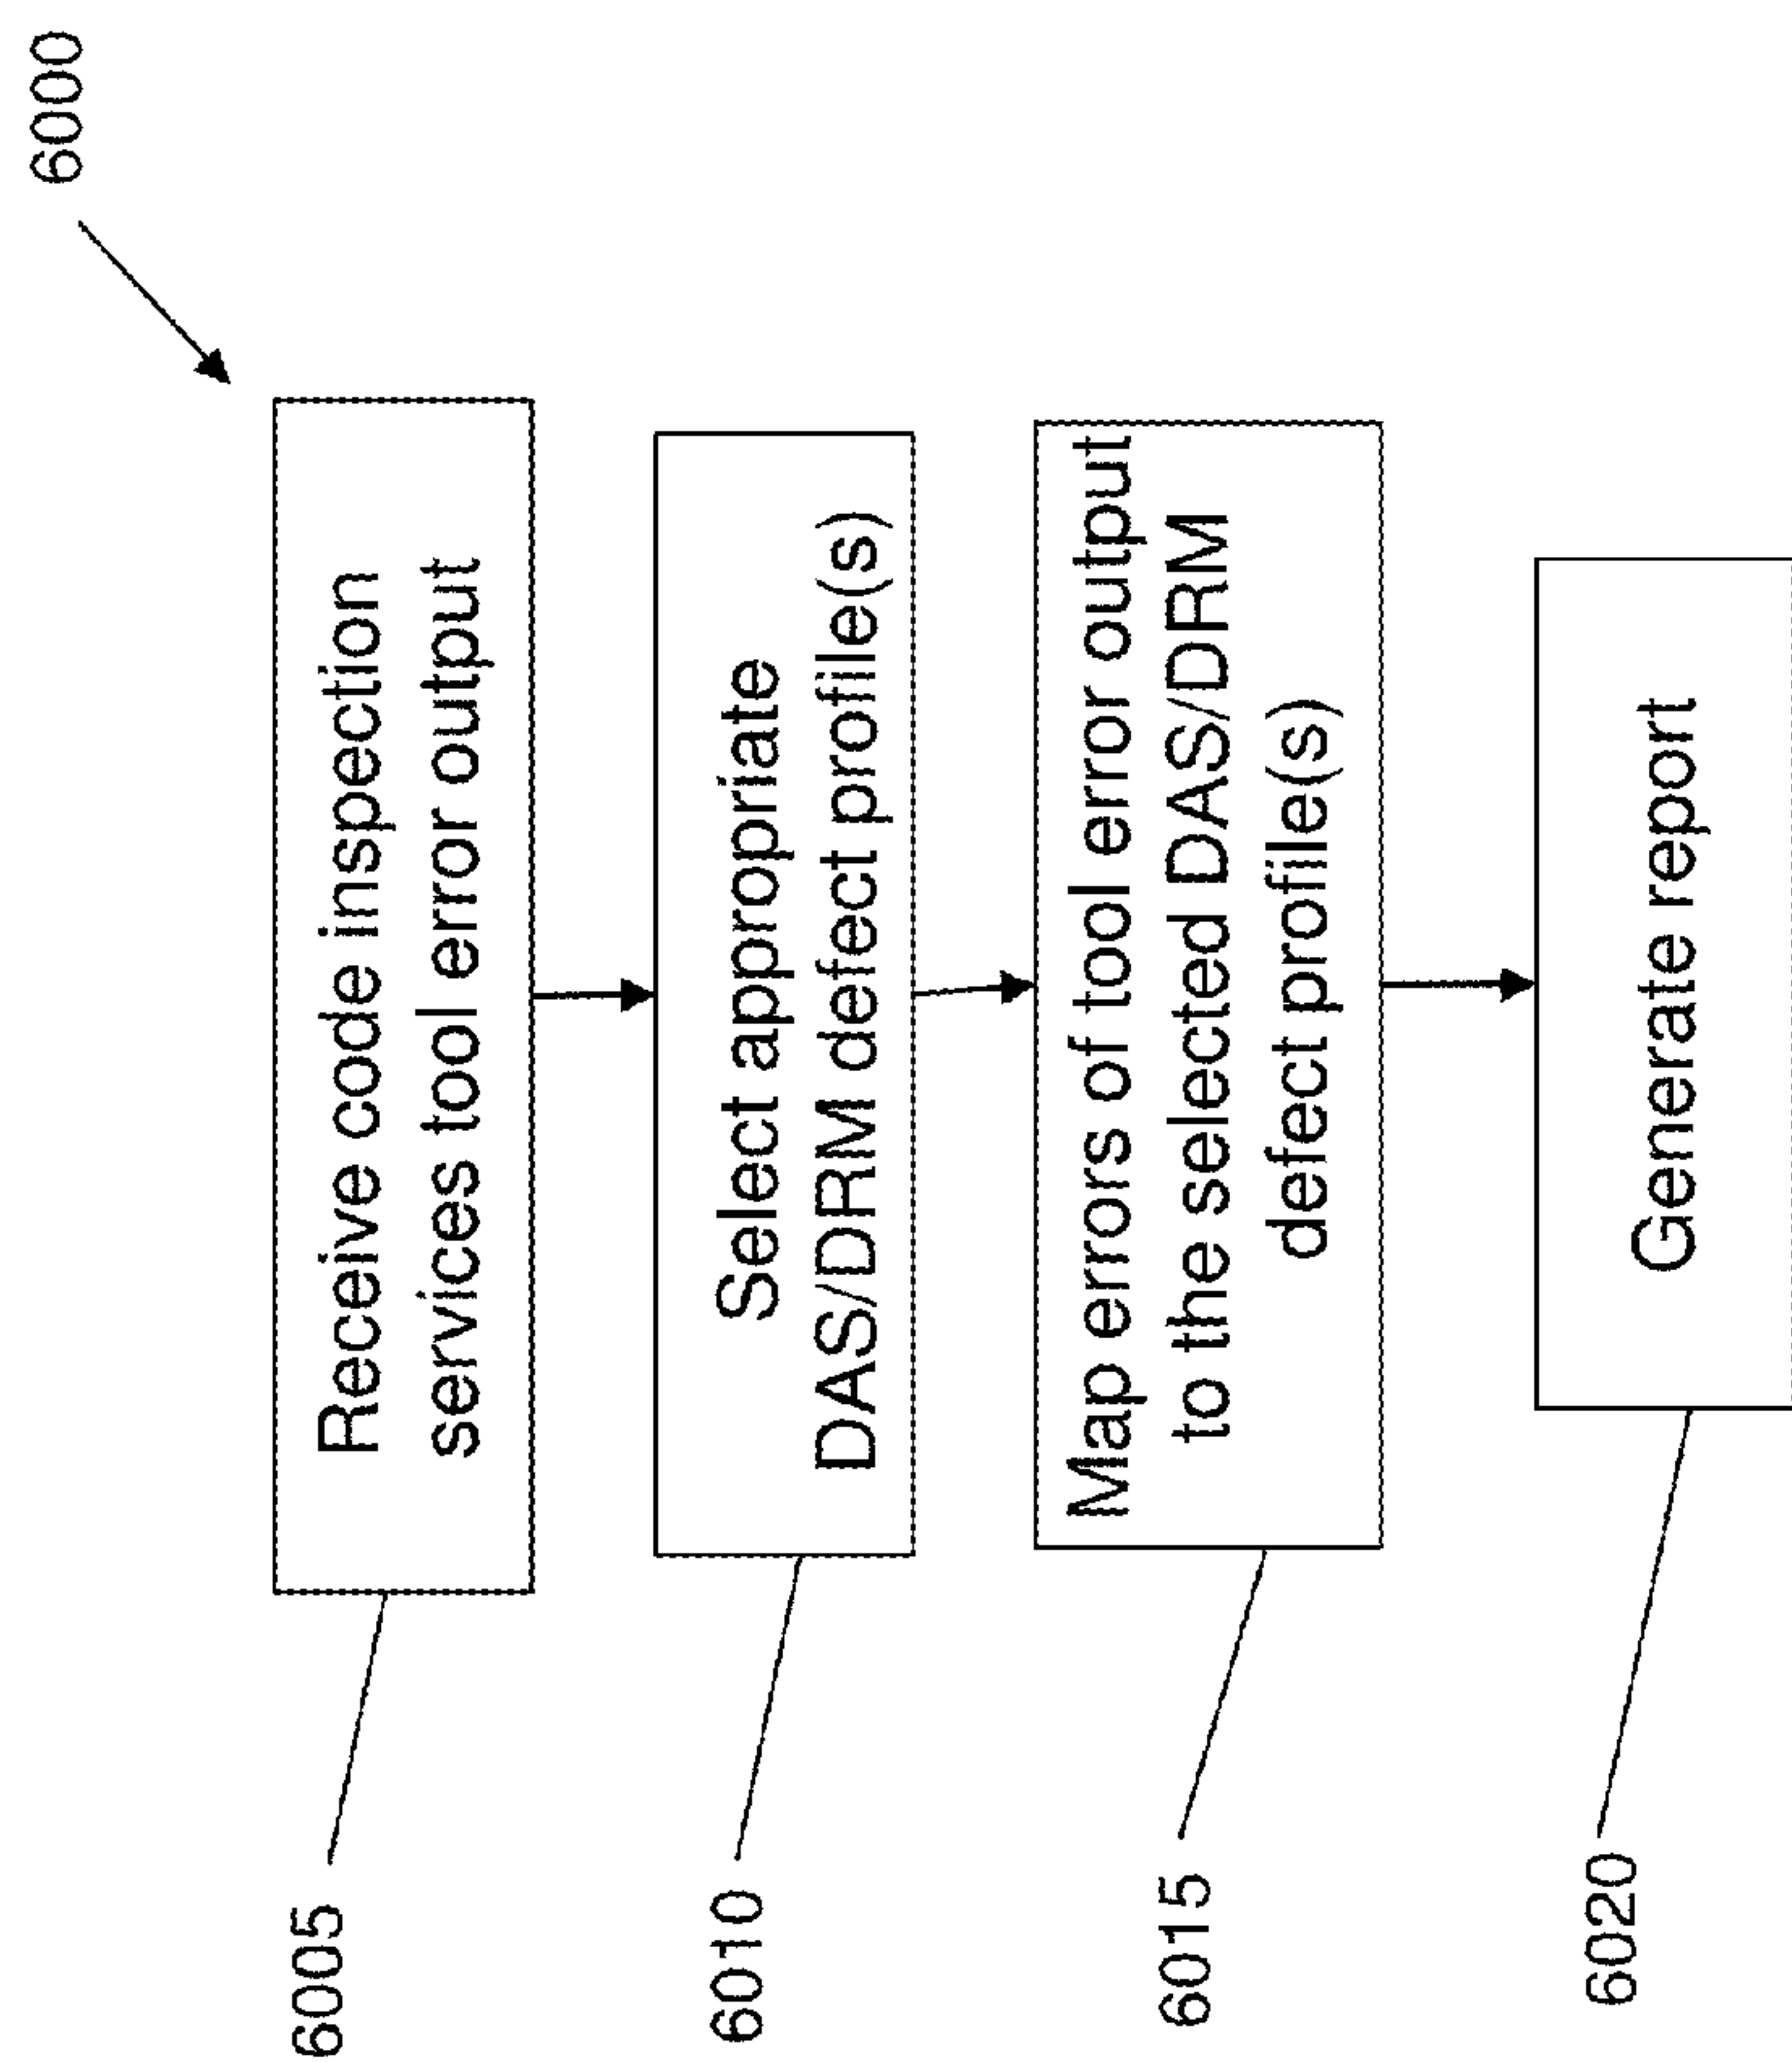 6000
6005
Receive code inspection
services tool error output
6010
Select appropriate
DAS/DRM defect profile(s)
6015
Map errors of tool error output
to the selected DAS/DRM
defect profile(s)
6020
Generate report